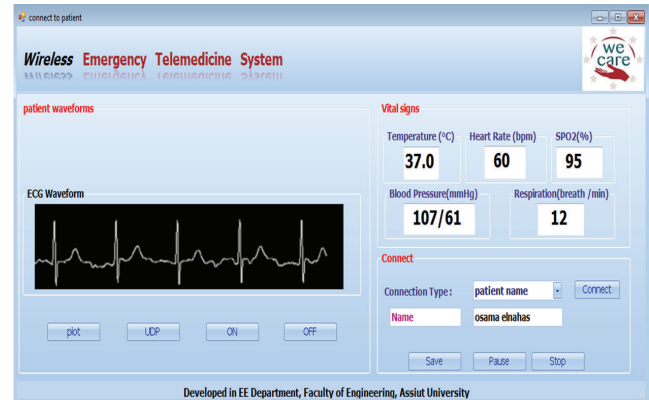 connect to patient
Wireless Emergency Telemedicine System
we care
patient waveforms
ECG Waveform
plot
UDP
ON
OFF
Vital signs
Temperature (°C)
37.0
Heart Rate (bpm)
60
SPO2(%)
95
Blood Pressure(mmHg)
107/61
Respiration(breath /min)
12
Connect
Connection Type :
patient name
Connect
Name
osama elnahas
Save
Pause
Stop
Developed in EE Department, Faculty of Engineering, Assiut University